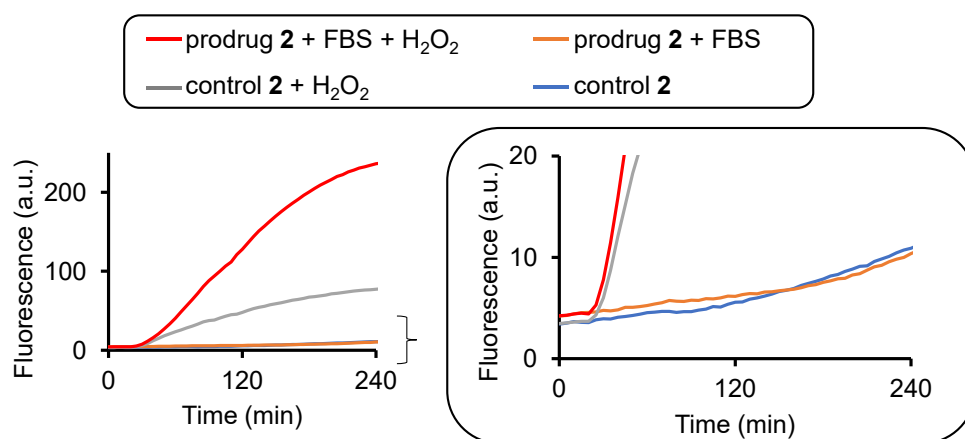 prodrug 2 + FBS + H₂O₂
prodrug 2 + FBS
control 2 + H₂O₂
control 2
Fluorescence (a.u.)
200
100
0
0
120
240
Time (min)
Fluorescence (a.u.)
20
10
0
0
120
240
Time (min)